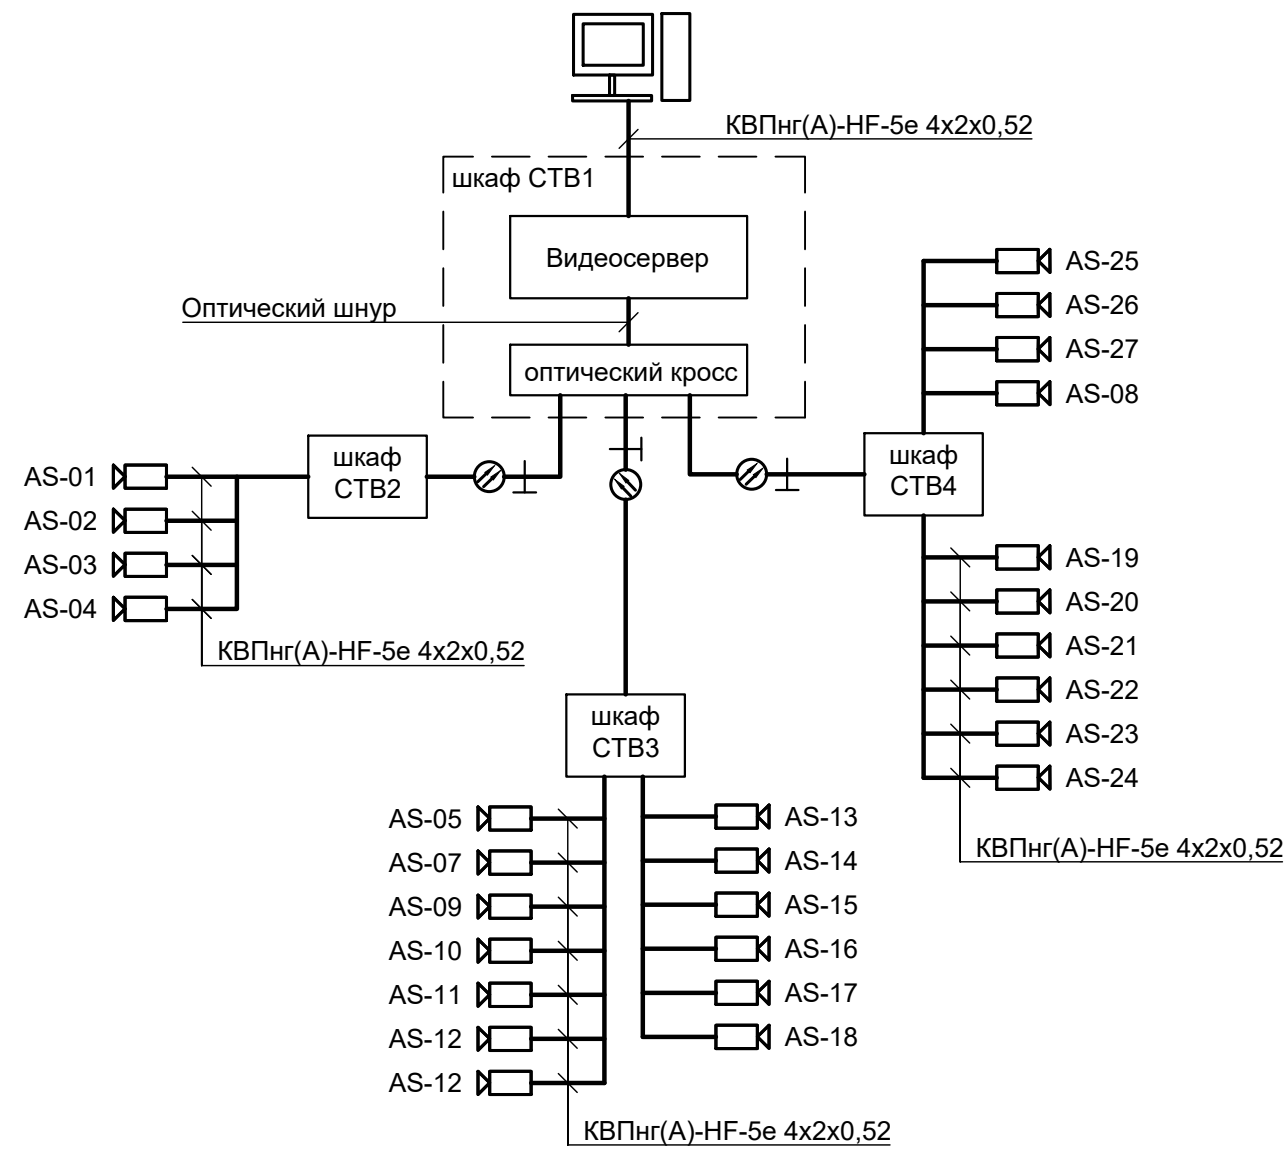 КВПнг(А)-HF-5е 4х2х0,52
шкаф СТВ1
Видеосервер
Оптический шнур
оптический кросс
AS-25
AS-26
AS-27
AS-08
шкаф
СТВ2
шкаф
СТВ4
AS-01
AS-02
AS-03
AS-04
КВПнг(А)-HF-5е 4х2х0,52
AS-19
AS-20
AS-21
AS-22
AS-23
AS-24
КВПнг(А)-HF-5е 4х2х0,52
шкаф
СТВ3
AS-05
AS-07
AS-09
AS-10
AS-11
AS-12
AS-12
AS-13
AS-14
AS-15
AS-16
AS-17
AS-18
КВПнг(А)-HF-5е 4х2х0,52